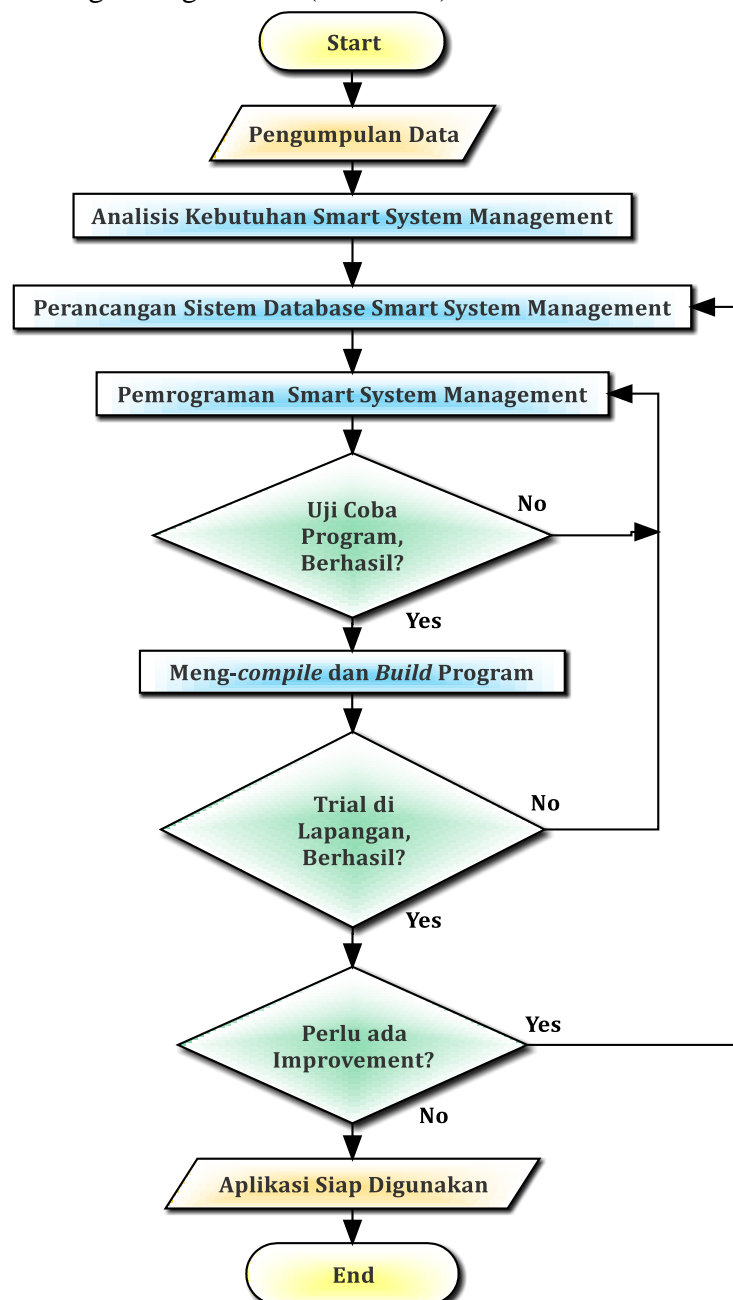 Start
Pengumpulan Data
Analisis Kebutuhan Smart System Management
Perancangan Sistem Database Smart System Management
Pemrograman Smart System Management
Uji Coba
Program,
Berhasil?
No
Yes
Meng-compile dan Build Program
Trial di
Lapangan,
Berhasil?
No
Yes
Perlu ada
Improvement?
Yes
No
Aplikasi Siap Digunakan
End